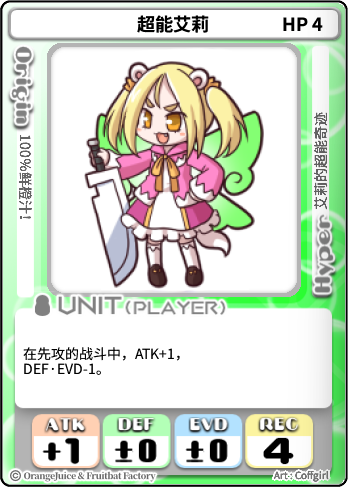 超能艾莉 HP 4
Origin
100%鲜橙汁!
Hyper 艾莉的超能奇迹
UNIT(PLAYER)
在先攻的战斗中，ATK+1，
DEF·EVD-1。
ATK DEF EVD REC
+1 ±0 ±0 4
© OrangeJuice & Fruitbat Factory Art : Coffgirl